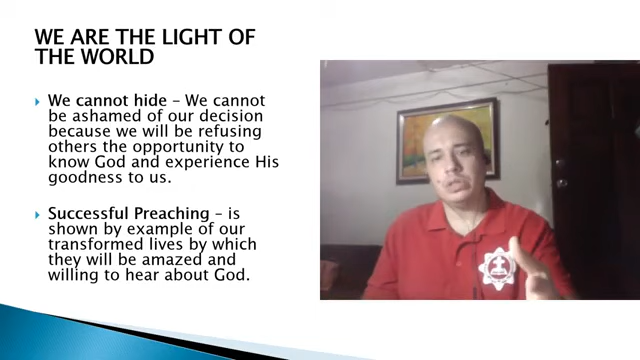 WE ARE THE LIGHT OF
THE WORLD
We cannot hide – We cannot
be ashamed of our decision
because we will be refusing
others the opportunity to
know God and experience His
goodness to us.
Successful Preaching – is
shown by example of our
transformed lives by which
they will be amazed and
willing to hear about God.